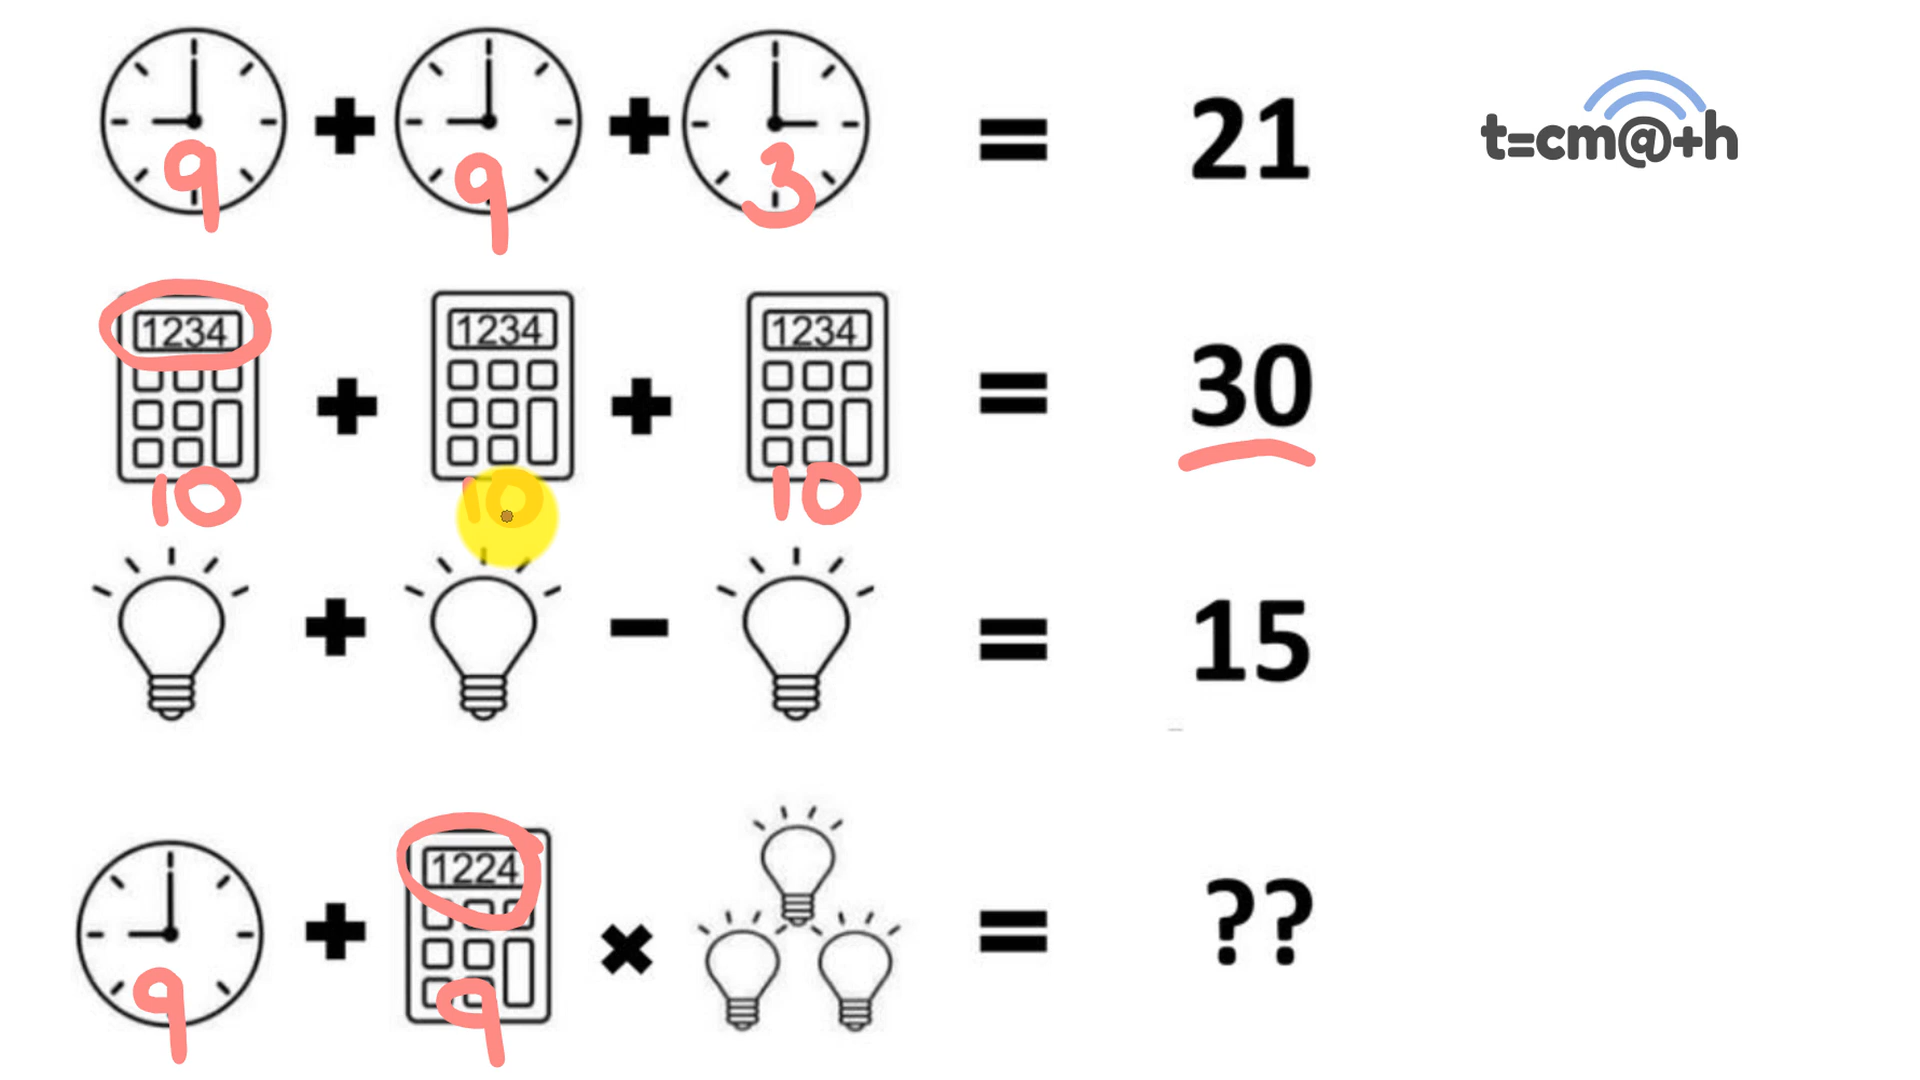 9 + 9 + 3 = 21
t=cm@+h
1234 + 1234 + 1234 = 30
10 10 10
+ - = 15
1224
+ × = ??
9 9